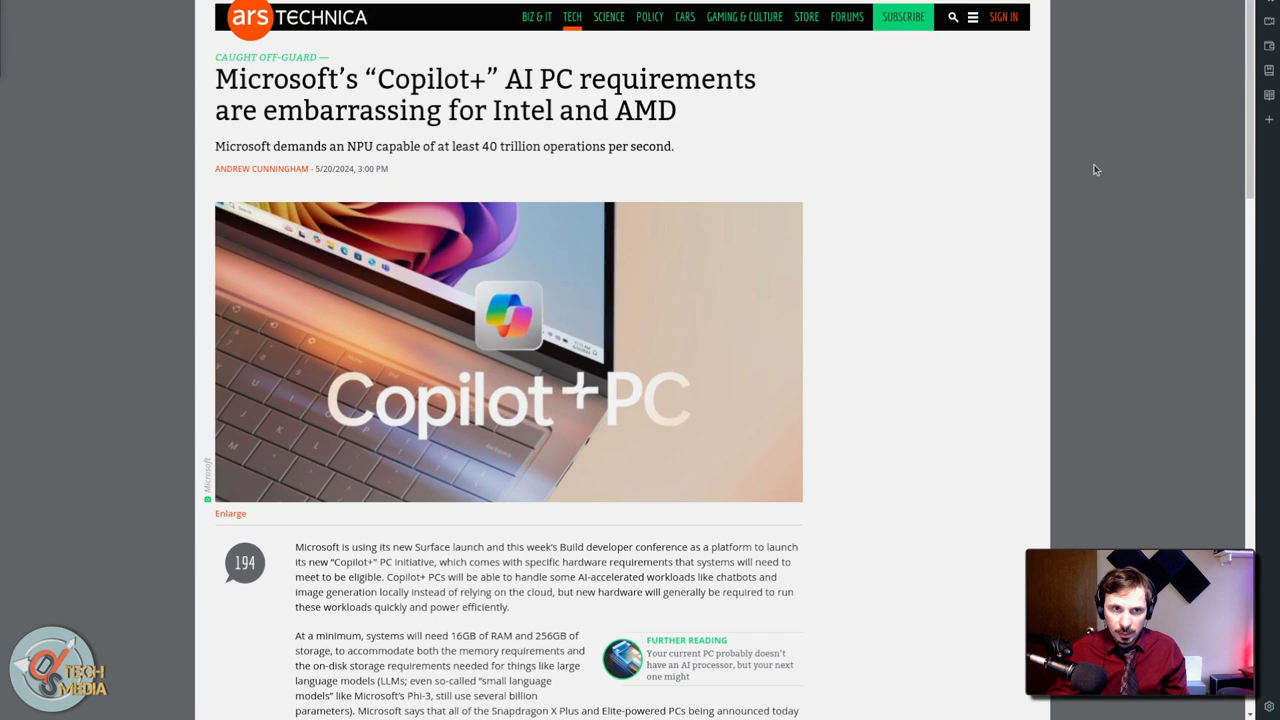 ars TECHNICA
BIZ & IT TECH SCIENCE POLICY CARS GAMING & CULTURE STORE FORUMS SUBSCRIBE SIGN IN
CAUGHT OFF-GUARD —
Microsoft's “Copilot+” AI PC requirements
are embarrassing for Intel and AMD
Microsoft demands an NPU capable of at least 40 trillion operations per second.
ANDREW CUNNINGHAM - 5/20/2024, 3:00 PM
Copilot+PC
Microsoft
Enlarge
194
Microsoft is using its new Surface launch and this week's Build developer conference as a platform to launch
its new “Copilot+” PC initiative, which comes with specific hardware requirements that systems will need to
meet to be eligible. Copilot+ PCs will be able to handle some AI-accelerated workloads like chatbots and
image generation locally instead of relying on the cloud, but new hardware will generally be required to run
these workloads quickly and power efficiently.
At a minimum, systems will need 16GB of RAM and 256GB of
storage, to accommodate both the memory requirements and
the on-disk storage requirements needed for things like large
language models (LLMs; even so-called “small language
models” like Microsoft's Phi-3, still use several billion
parameters). Microsoft says that all of the Snapdragon X Plus and Elite-powered PCs being announced today
FURTHER READING
Your current PC probably doesn't
have an AI processor, but your next
one might
TECH
MEDIA